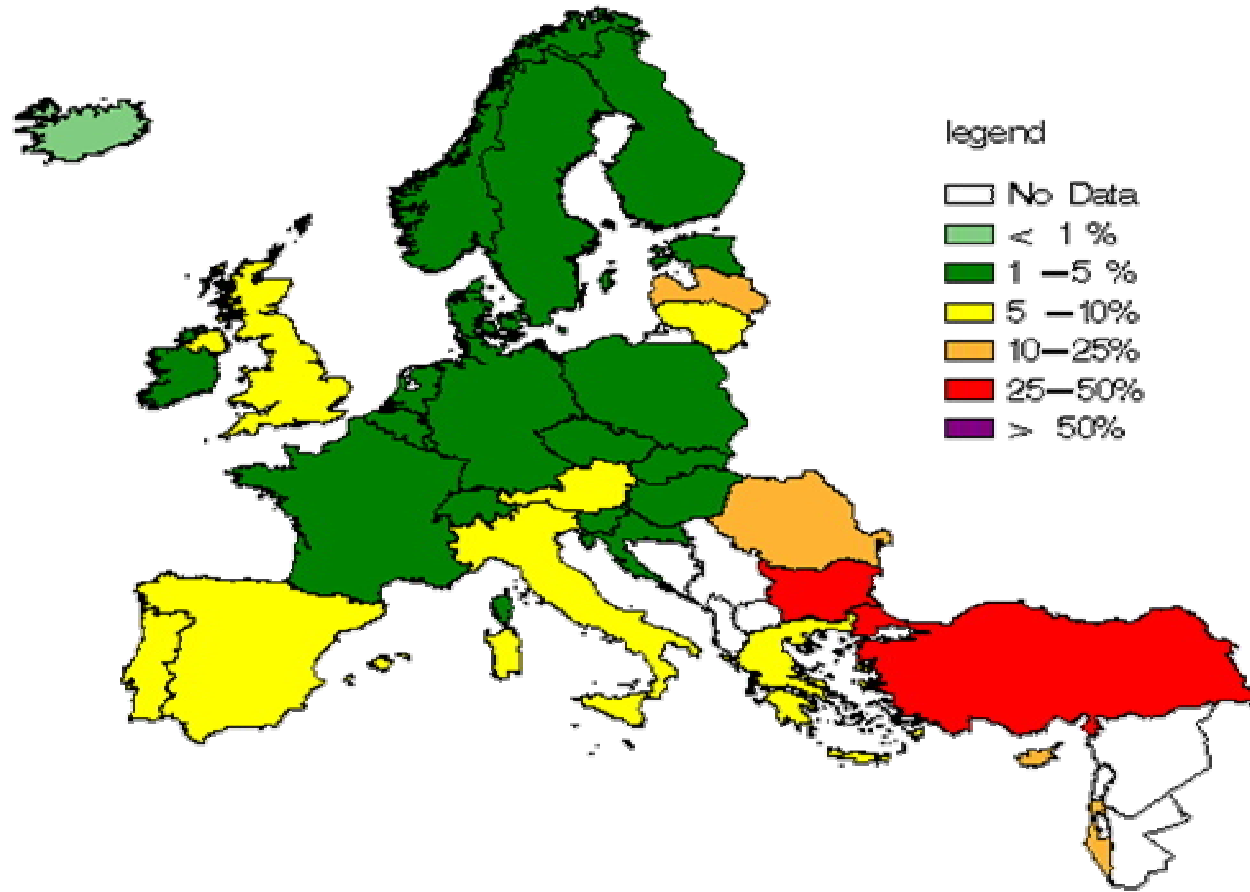 legend
No Data
< 1 %
1 –5 %
5 –10%
10–25%
25–50%
> 50%